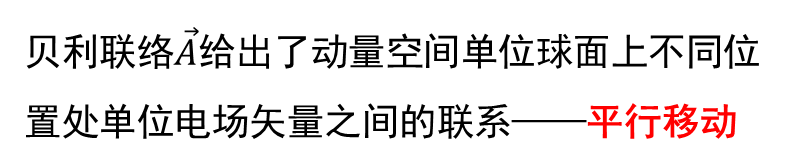 贝利联络$\vec{A}$给出了动量空间单位球面上不同位
置处单位电场矢量之间的联系——平行移动